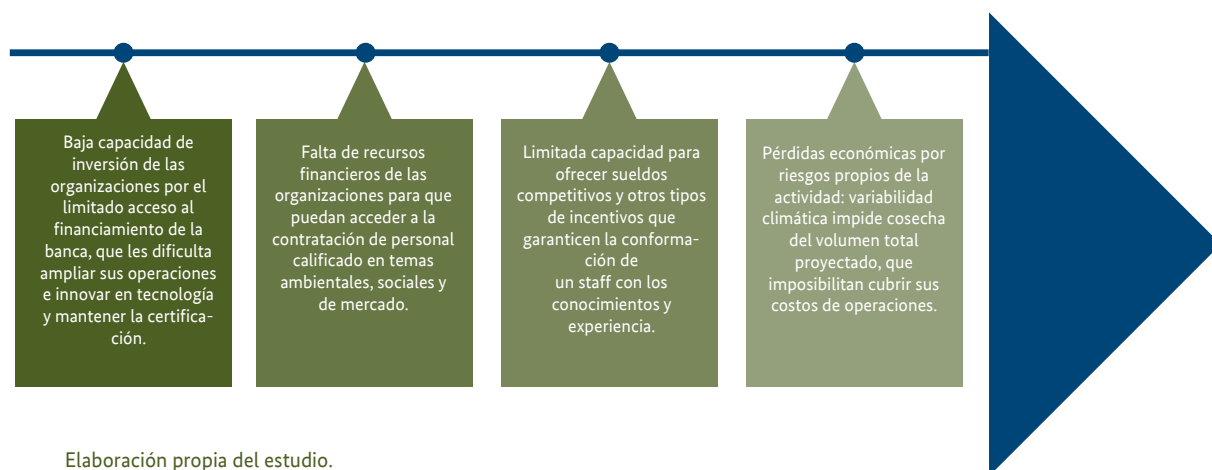 Baja capacidad de
inversión de las
organizaciones por el
limitado acceso al
financiamiento de la
banca, que les dificulta
ampliar sus operaciones
e innovar en tecnología
y mantener la certifica-
ción.
Falta de recursos
financieros de las
organizaciones para que
puedan acceder a la
contratación de personal
calificado en temas
ambientales, sociales y
de mercado.
Limitada capacidad para
ofrecer sueldos
competitivos y otros tipos
de incentivos que
garanticen la conforma-
ción de
un staff con los
conocimientos y
experiencia.
Pérdidas económicas por
riesgos propios de la
actividad: variabilidad
climática impide cosecha
del volumen total
proyectado, que
imposibilitan cubrir sus
costos de operaciones.
Elaboración propia del estudio.